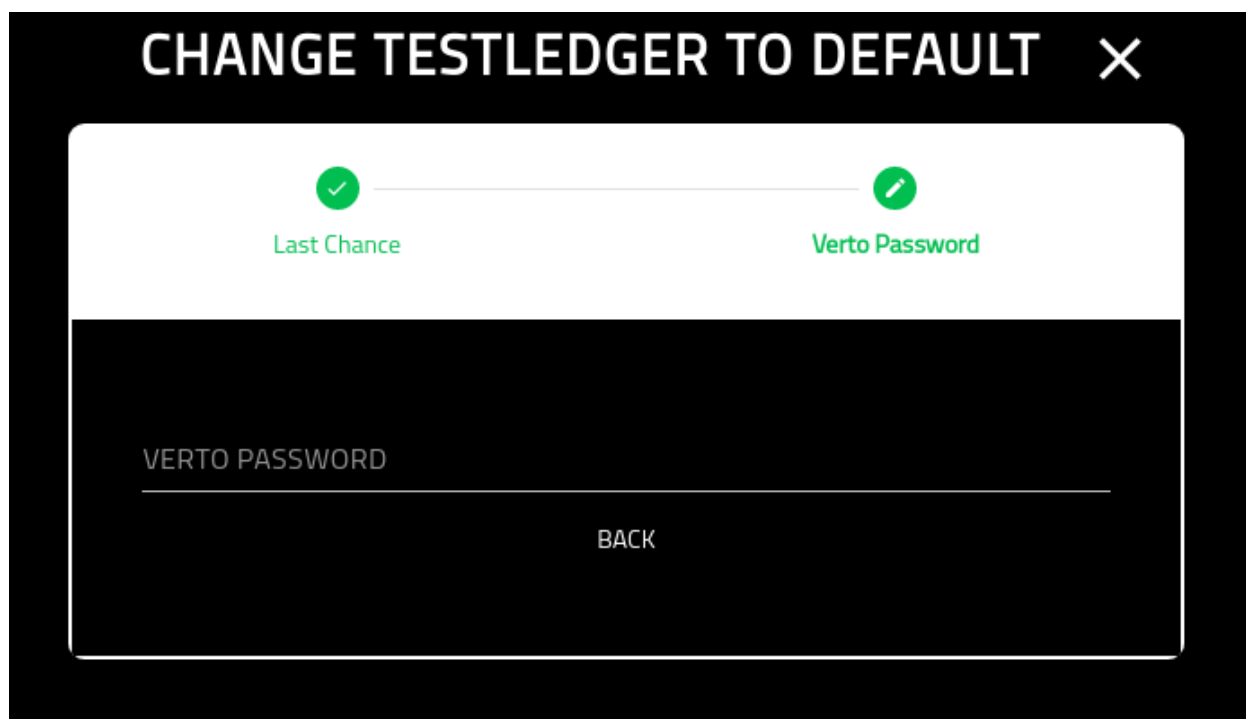 CHANGE TESTLEDGER TO DEFAULT
Last Chance
Verto Password
VERTO PASSWORD
BACK